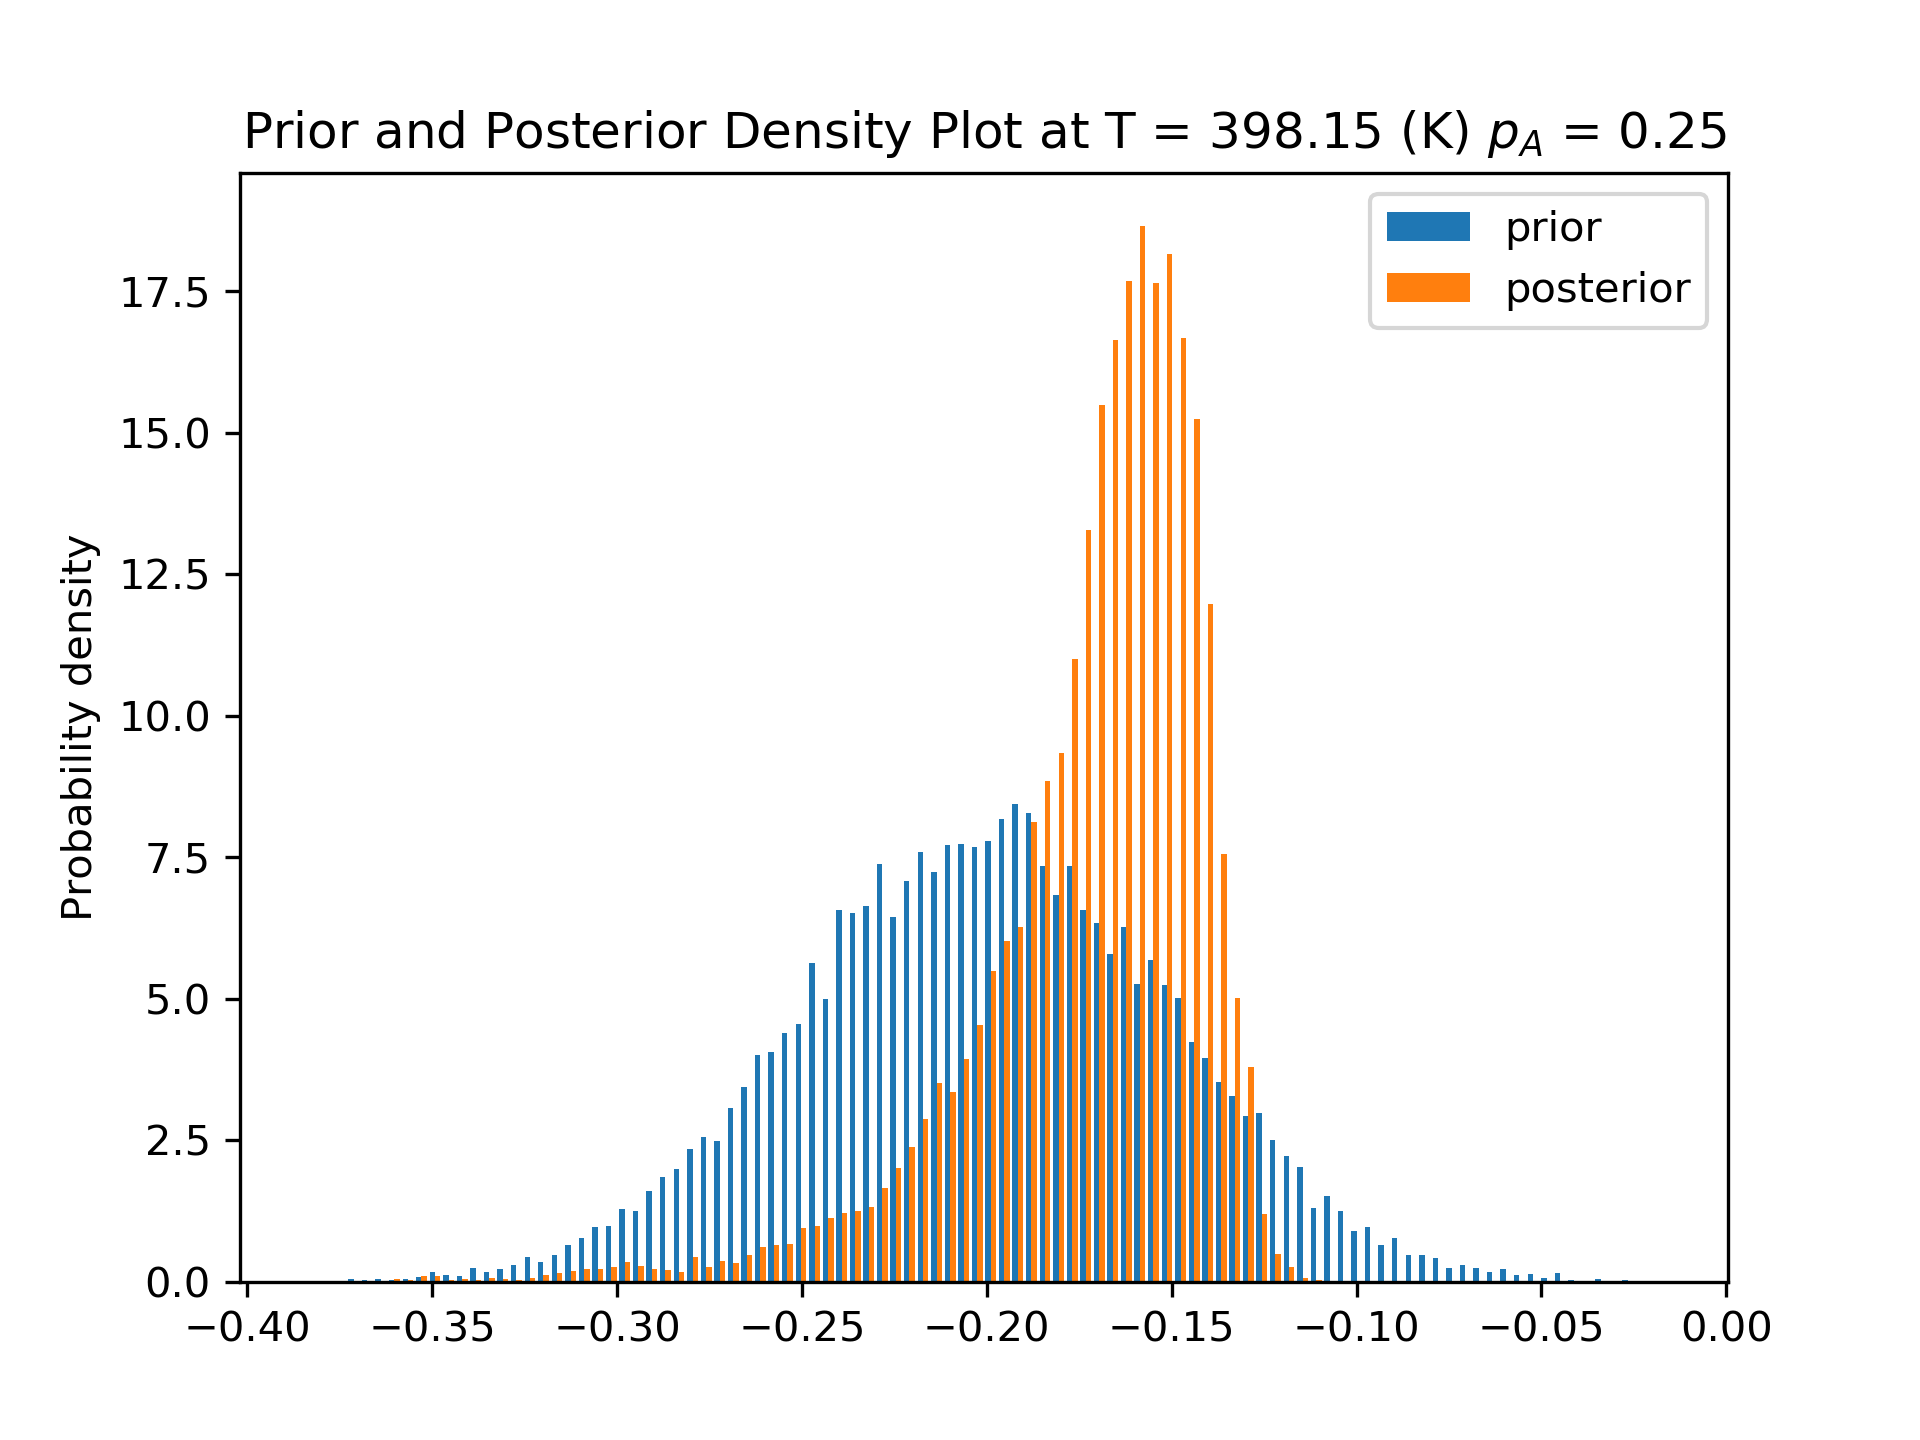 Prior and Posterior Density Plot at T = 398.15 (K) p_A = 0.25
prior
posterior
Probability density
17.5
15.0
12.5
10.0
7.5
5.0
2.5
0.0
−0.40 −0.35 −0.30 −0.25 −0.20 −0.15 −0.10 −0.05 0.00